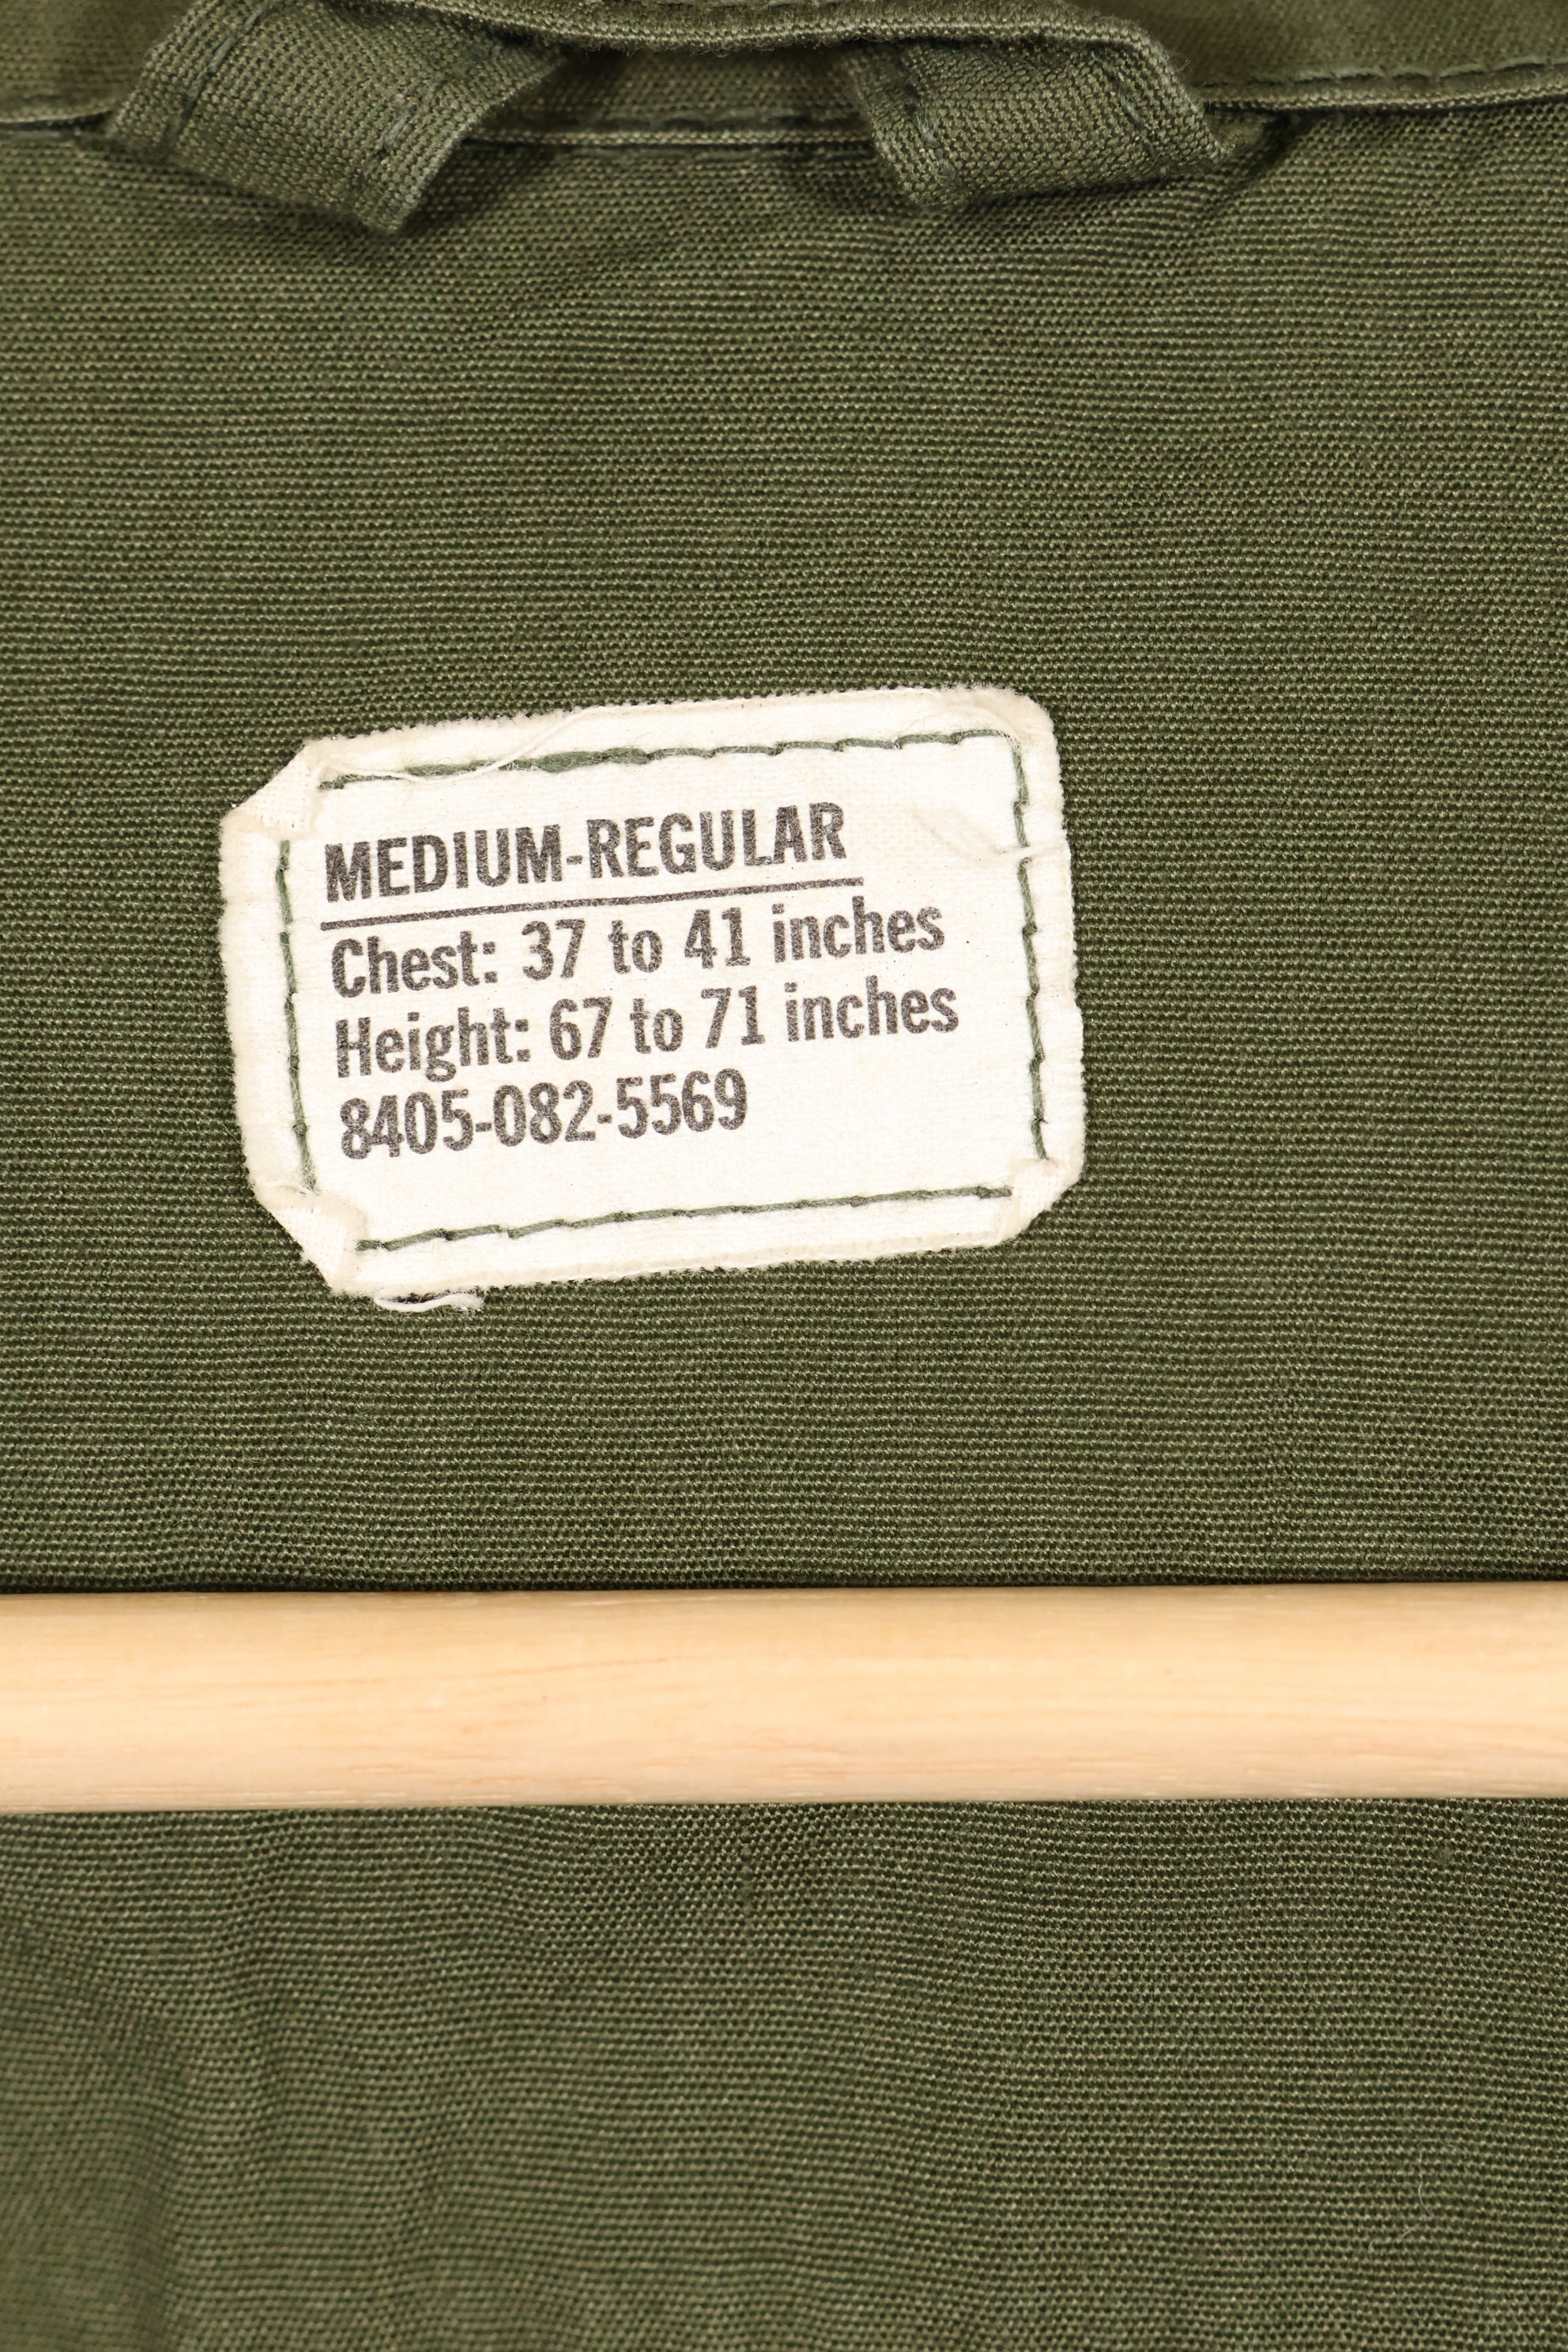 MEDIUM-REGULAR
Chest: 37 to 41 inches
Height: 67 to 71 inches
8405-082-5569